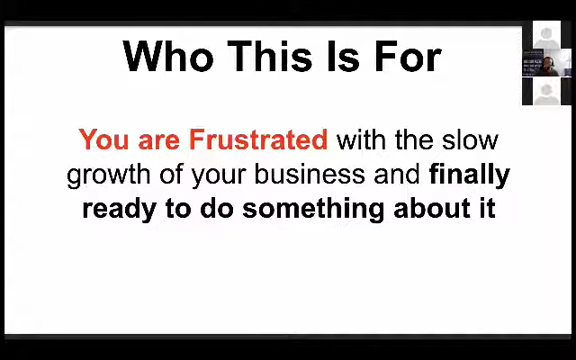 Who This Is For
You are Frustrated with the slow
growth of your business and finally
ready to do something about it